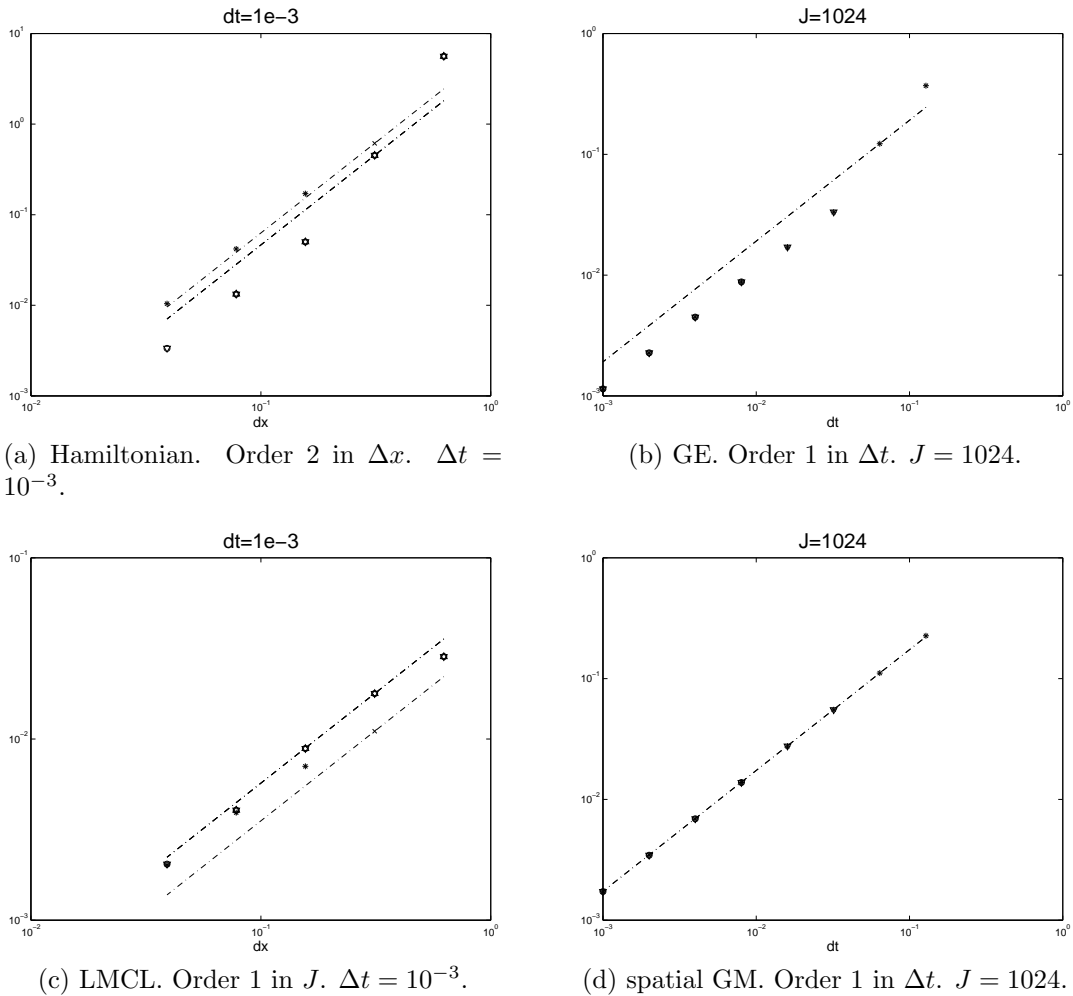 dt=1e−3
10^1
10^0
10^−1
10^−2
10^−3
10^−2
10^−1
10^0
dx
(a) Hamiltonian. Order 2 in Δx. Δt =
10^−3.
J=1024
10^0
10^−1
10^−2
10^−3
10^−3
10^−2
10^−1
10^0
dt
(b) GE. Order 1 in Δt. J = 1024.
dt=1e−3
10^−1
10^−2
10^−3
10^−2
10^−1
10^0
dx
(c) LMCL. Order 1 in J. Δt = 10^−3.
J=1024
10^0
10^−1
10^−2
10^−3
10^−3
10^−2
10^−1
10^0
dt
(d) spatial GM. Order 1 in Δt. J = 1024.